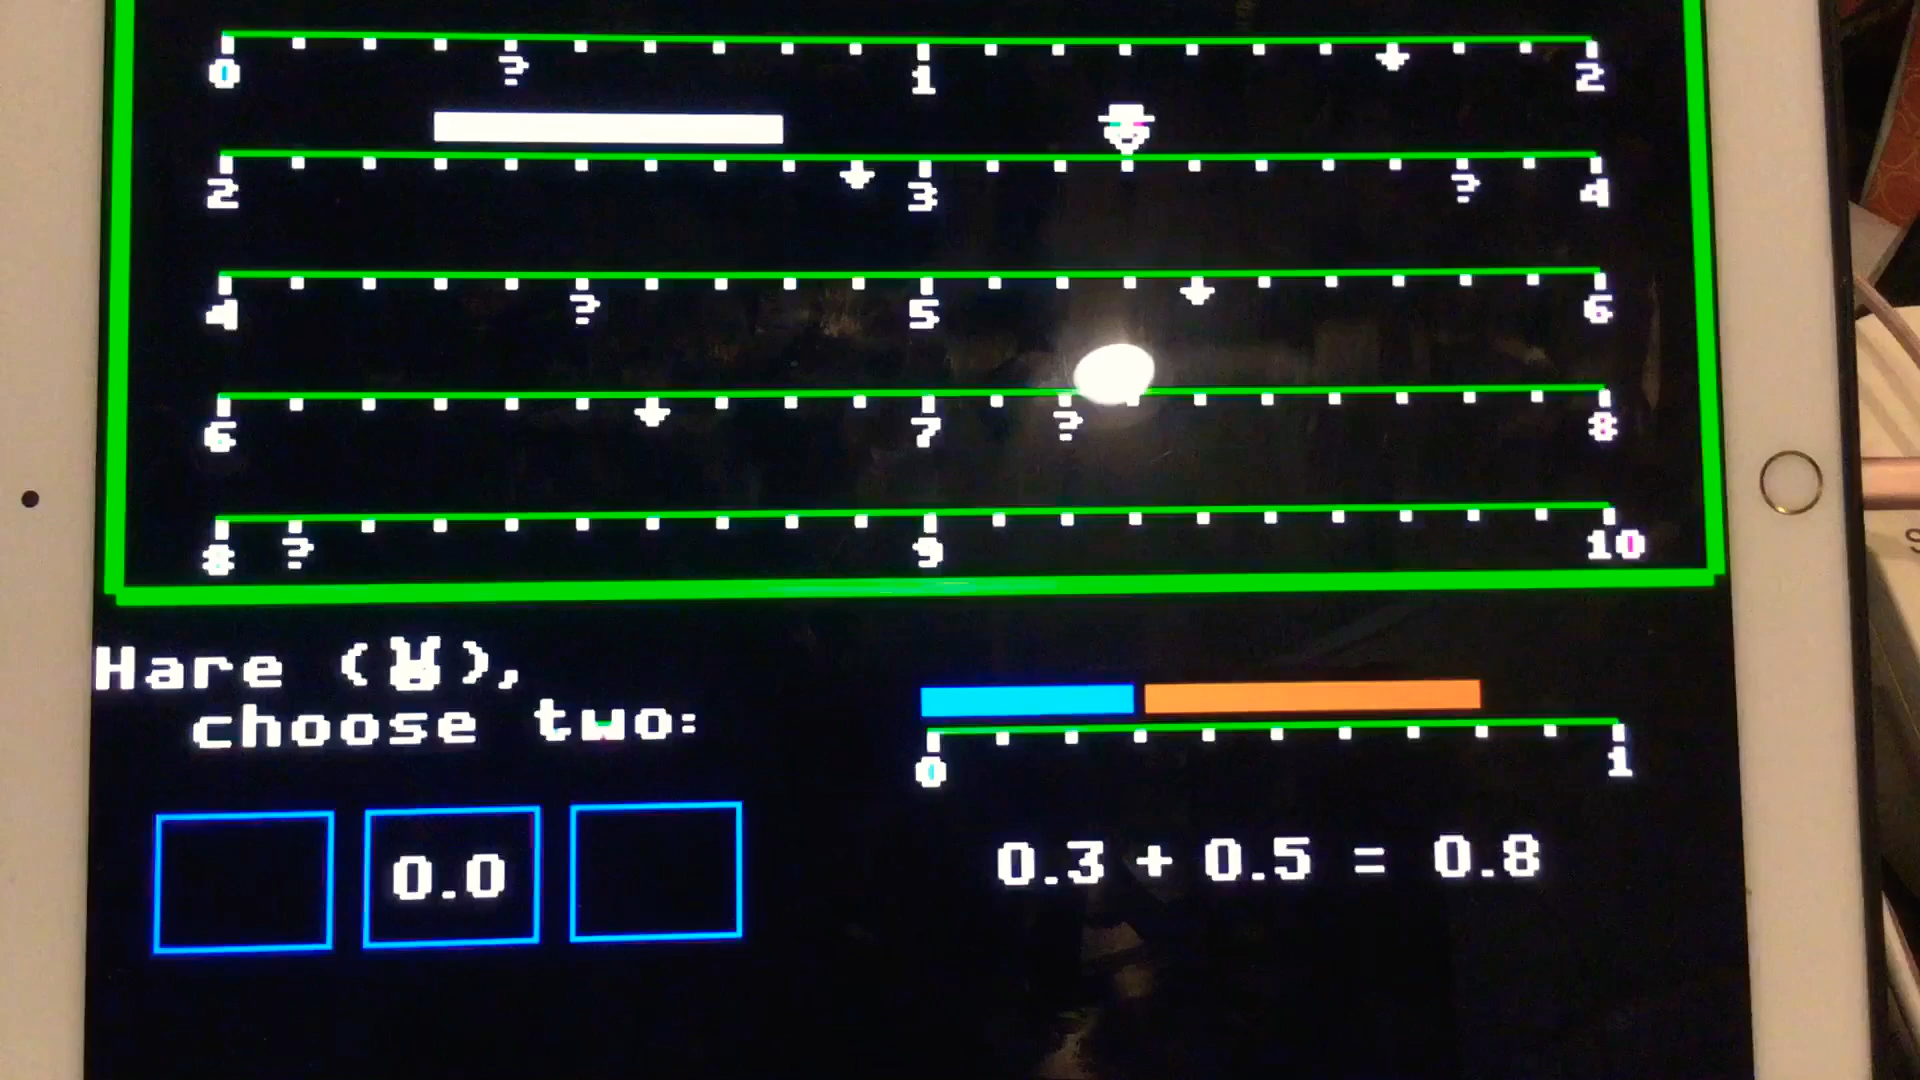 0 ? 1 2
2 3 ? 4
4 ? 5 6
6 7 ? 8
8 ? 9 10
Hare ( ),
choose two:
0 1
0.0
0.3 + 0.5 = 0.8